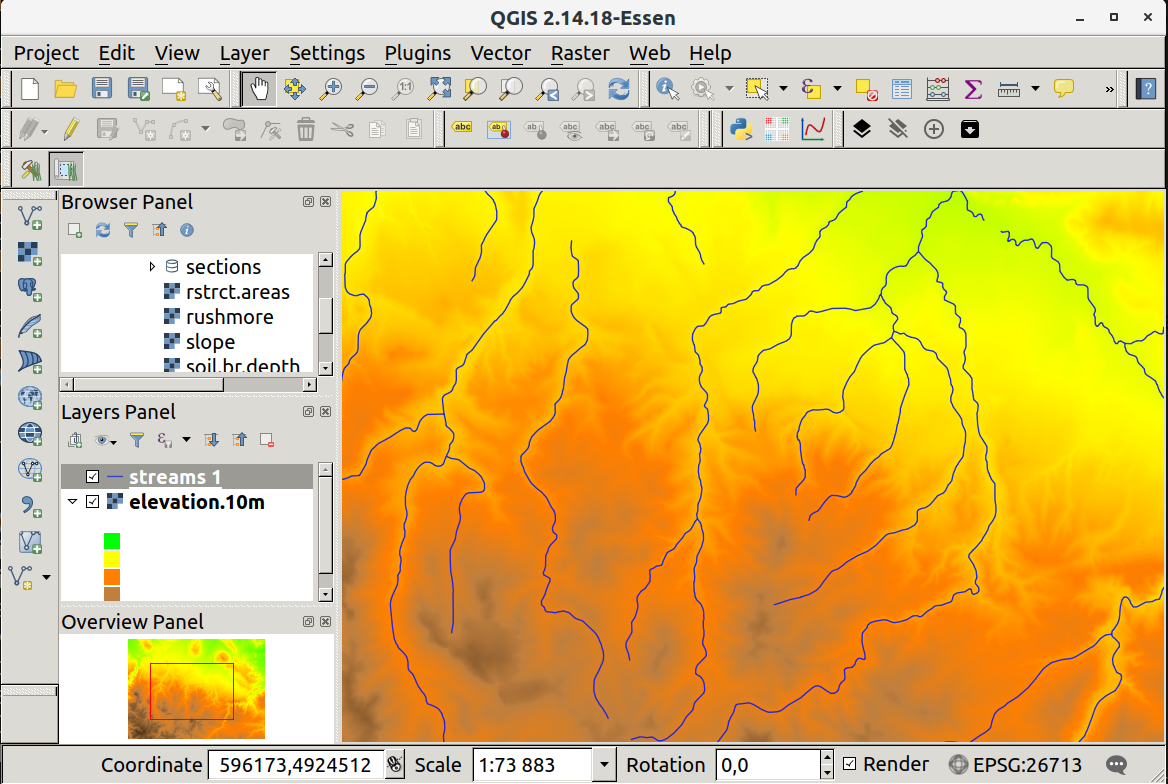 QGIS 2.14.18-Essen
Project Edit View Layer Settings Plugins Vector Raster Web Help
Browser Panel
sections
rstrct.areas
rushmore
slope
soil.br.depth
Layers Panel
streams 1
elevation.10m
Overview Panel
Coordinate 596173,4924512 Scale 1:73 883 Rotation 0,0 Render EPSG:26713